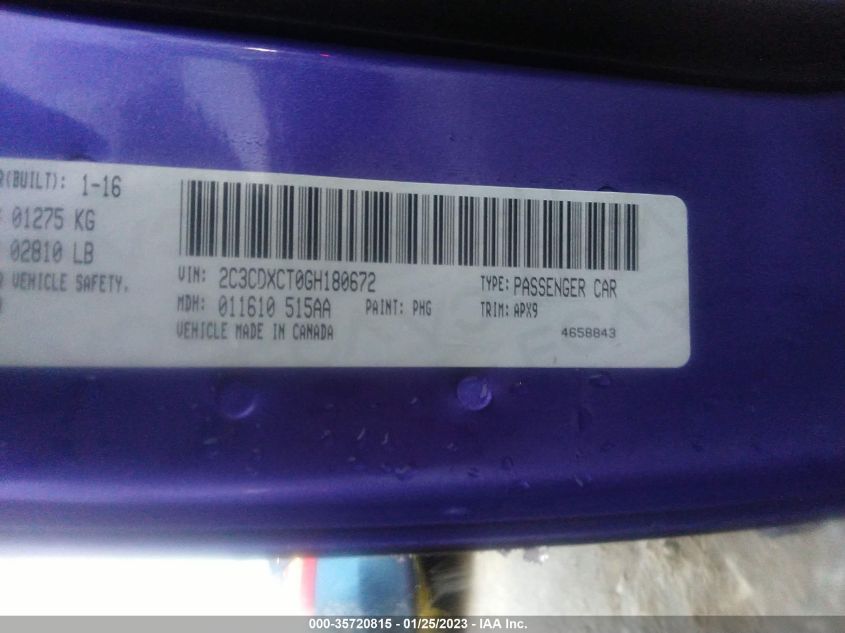 R(BUILT): 1-16
01275 KG
02810 LB
VEHICLE SAFETY.
VIN: 2C3CDXCT0GH180672
TYPE: PASSENGER CAR
MDH: 011610 515AA
PAINT: PHG
TRIM: APX9
VEHICLE MADE IN CANADA
4658843
000-35720815 - 01/25/2023 - IAA Inc.